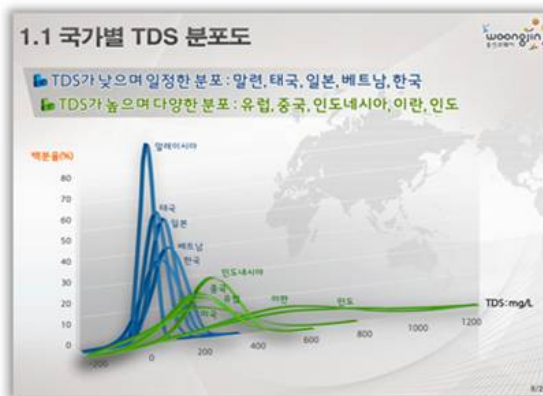 1.1 국가별 TDS 분포도
woongjin
TDS가 낮으며 일정한 분포 : 말련, 태국, 일본, 베트남, 한국
TDS가 높으며 다양한 분포 : 유럽, 중국, 인도네시아, 이란, 인도
백분율(%)
말레이시아
80
70
60
50
40
30
20
10
0
태국
일본
베트남
한국
인도네시아
중국
유럽
미국
이란
인도
TDS:mg/L
-200
0
200
400
600
800
1000
1200